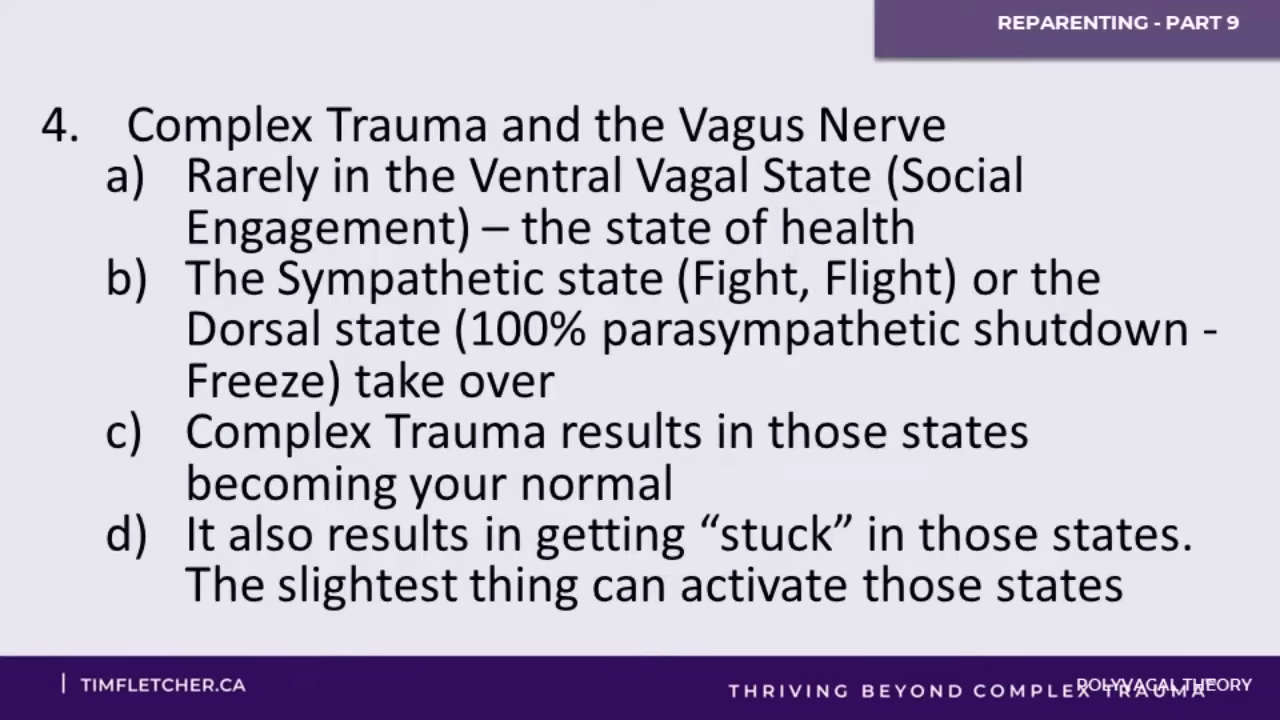 REPARENTING - PART 9
4. Complex Trauma and the Vagus Nerve
a) Rarely in the Ventral Vagal State (Social
Engagement) – the state of health
b) The Sympathetic state (Fight, Flight) or the
Dorsal state (100% parasympathetic shutdown -
Freeze) take over
c) Complex Trauma results in those states
becoming your normal
d) It also results in getting “stuck” in those states.
The slightest thing can activate those states
| TIMFLETCHER.CA
THRIVING BEYOND COMPLEX TRAUMA
POLYVAGAL THEORY